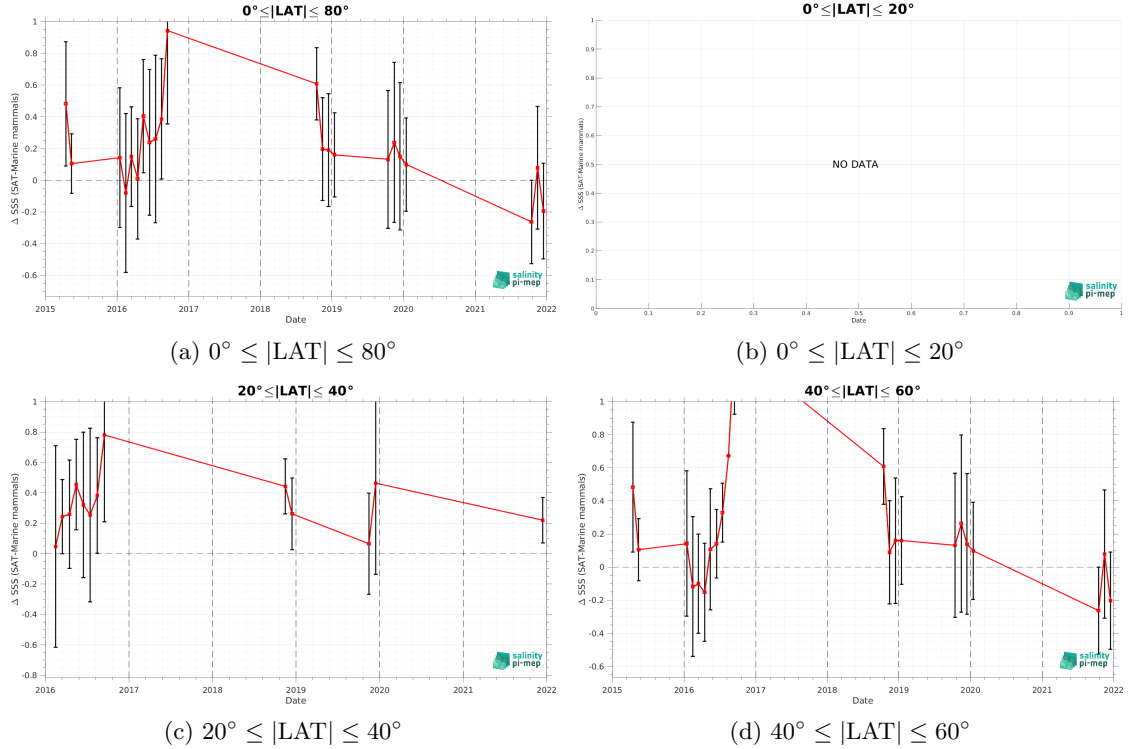 0°≤|LAT|≤ 80°
Δ SSS (SAT-Marine mammals)
1
0.8
0.6
0.4
0.2
0
-0.2
-0.4
-0.6
2015 2016 2017 2018 2019 2020 2021 2022
Date
salinity
pi-mep
(a) 0° ≤ |LAT| ≤ 80°
0°≤|LAT|≤ 20°
Δ SSS (SAT-Marine mammals)
1
0.9
0.8
0.7
0.6
0.5
0.4
0.3
0.2
0.1
0
NO DATA
0 0.1 0.2 0.3 0.4 0.5 0.6 0.7 0.8 0.9 1
Date
salinity
pi-mep
(b) 0° ≤ |LAT| ≤ 20°
20°≤|LAT|≤ 40°
Δ SSS (SAT-Marine mammals)
1
0.8
0.6
0.4
0.2
0
-0.2
-0.4
-0.6
-0.8
2016 2017 2018 2019 2020 2021 2022
Date
salinity
pi-mep
(c) 20° ≤ |LAT| ≤ 40°
40°≤|LAT|≤ 60°
Δ SSS (SAT-Marine mammals)
1
0.8
0.6
0.4
0.2
0
-0.2
-0.4
-0.6
2015 2016 2017 2018 2019 2020 2021 2022
Date
salinity
pi-mep
(d) 40° ≤ |LAT| ≤ 60°